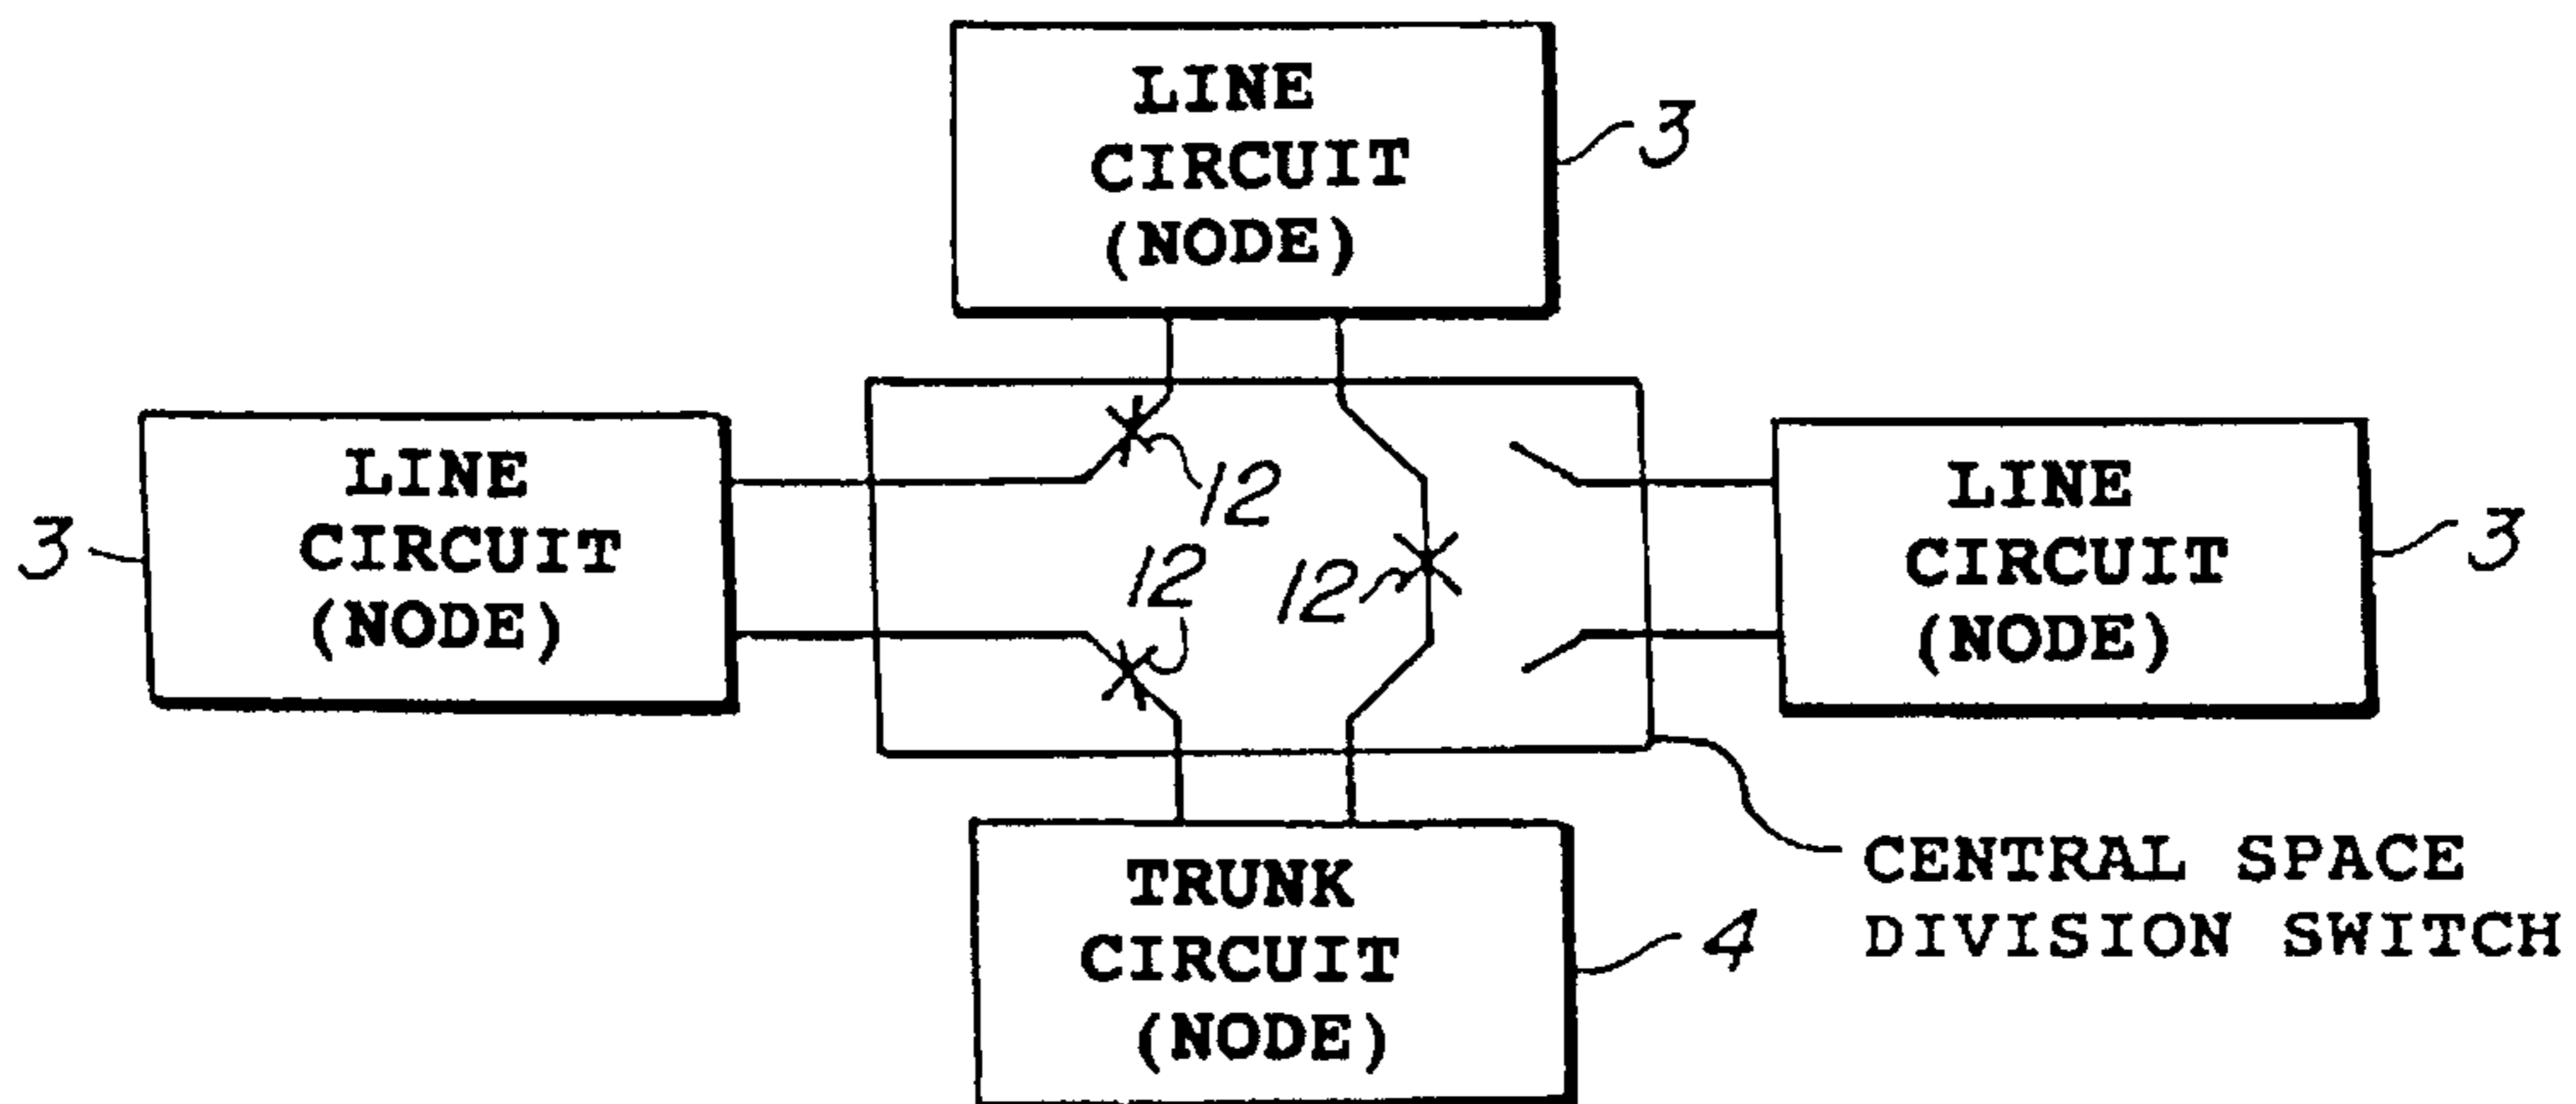 LINE
CIRCUIT
(NODE)
3
LINE
CIRCUIT
(NODE)
3
12
12
12
LINE
CIRCUIT
(NODE)
3
TRUNK
CIRCUIT
(NODE)
4
CENTRAL SPACE
DIVISION SWITCH